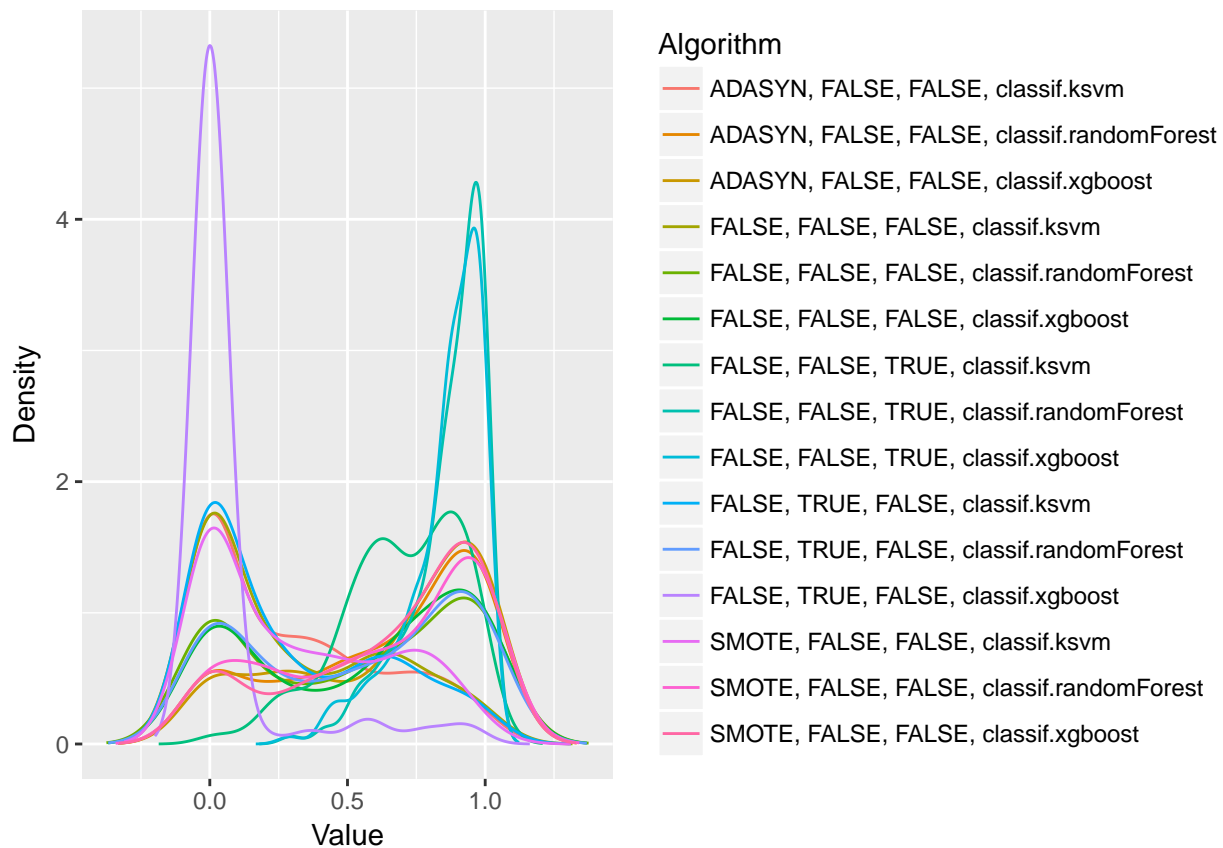 Algorithm
ADASYN, FALSE, FALSE, classif.ksvm
ADASYN, FALSE, FALSE, classif.randomForest
ADASYN, FALSE, FALSE, classif.xgboost
FALSE, FALSE, FALSE, classif.ksvm
FALSE, FALSE, FALSE, classif.randomForest
FALSE, FALSE, FALSE, classif.xgboost
FALSE, FALSE, TRUE, classif.ksvm
FALSE, FALSE, TRUE, classif.randomForest
FALSE, FALSE, TRUE, classif.xgboost
FALSE, TRUE, FALSE, classif.ksvm
FALSE, TRUE, FALSE, classif.randomForest
FALSE, TRUE, FALSE, classif.xgboost
SMOTE, FALSE, FALSE, classif.ksvm
SMOTE, FALSE, FALSE, classif.randomForest
SMOTE, FALSE, FALSE, classif.xgboost
Density
4
2
0
0.0 0.5 1.0
Value